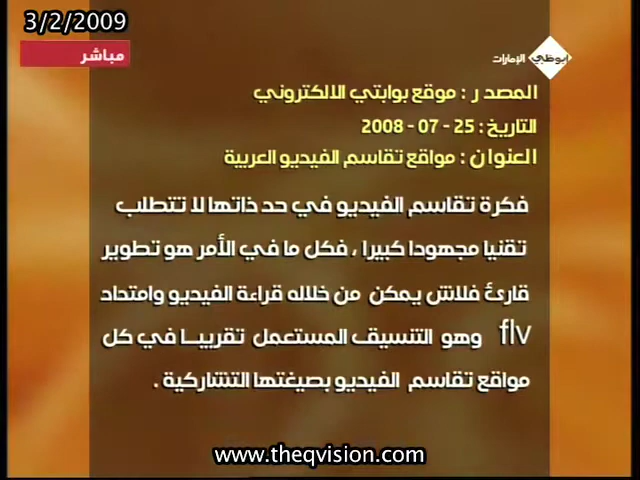 3/2/2009
مباشر
أبوظبي الإمارات
المصدر : موقع بوابتي الالكتروني
التاريخ : 25 - 07 - 2008
العنوان : مواقع تقاسم الفيديو العربية
فكرة تقاسم الفيديو في حد ذاتها لا تتطلب
تقنيا مجهودا كبيرا ، فكل ما في الأمر هو تطوير
قارئ فلاش يمكن من خلاله قراءة الفيديو وامتداد
flv وهو التنسيق المستعمل تقريبـا في كل
مواقع تقاسم الفيديو بصيغتها التشاركية .
www.theqvision.com